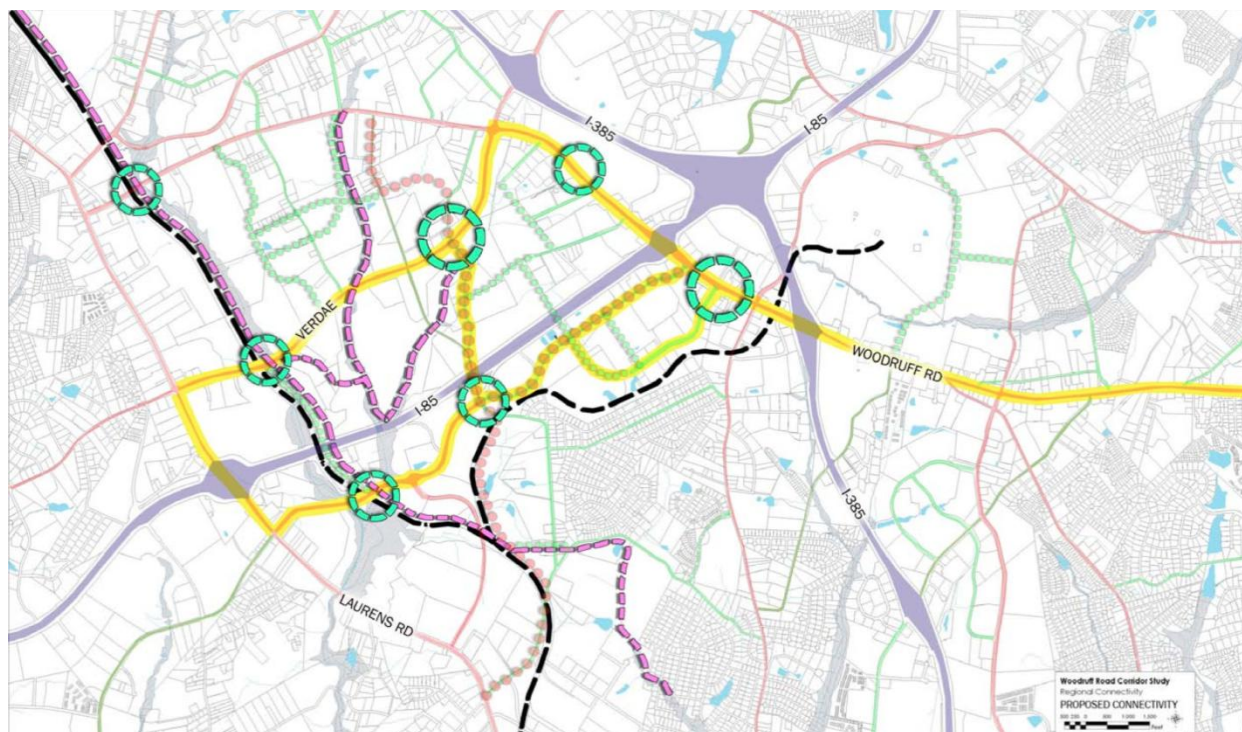 I-385
I-85
VERDAE
I-85
WOODRUFF RD
I-385
LAURENS RD
Woodruff Road Corridor Study
Regional Connectivity
PROPOSED CONNECTIVITY